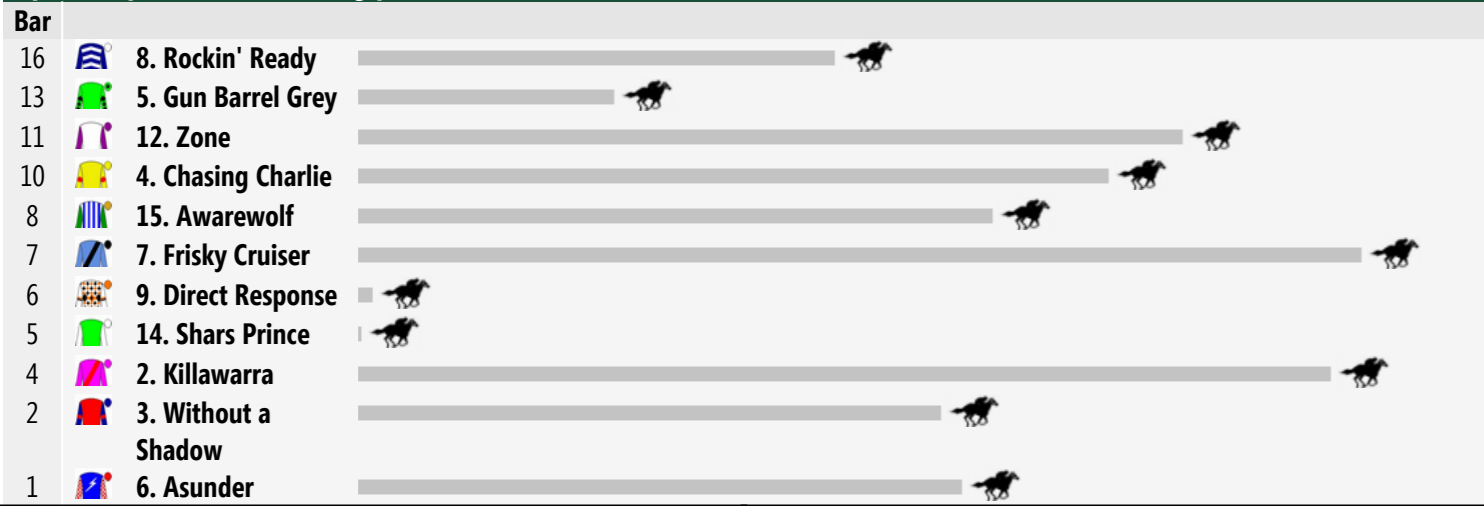 Bar
16 8. Rockin' Ready
13 5. Gun Barrel Grey
11 12. Zone
10 4. Chasing Charlie
8 15. Awarewolf
7 7. Frisky Cruiser
6 9. Direct Response
5 14. Shars Prince
4 2. Killawarra
2 3. Without a
Shadow
1 6. Asunder